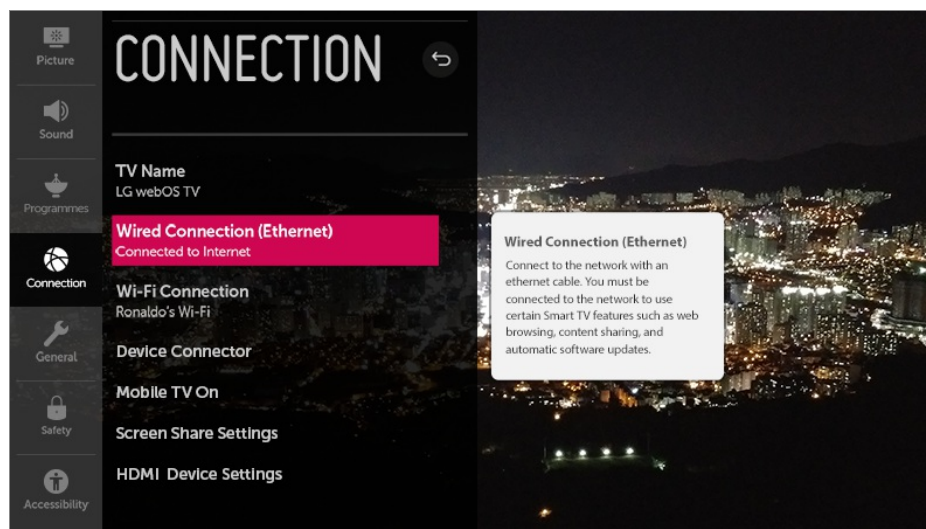 Picture
Sound
Programmes
Connection
General
Safety
Accessibility
CONNECTION
TV Name
LG webOS TV
Wired Connection (Ethernet)
Connected to Internet
Wi-Fi Connection
Ronaldo's Wi-Fi
Device Connector
Mobile TV On
Screen Share Settings
HDMI Device Settings
Wired Connection (Ethernet)
Connect to the network with an
ethernet cable. You must be
connected to the network to use
certain Smart TV features such as web
browsing, content sharing, and
automatic software updates.